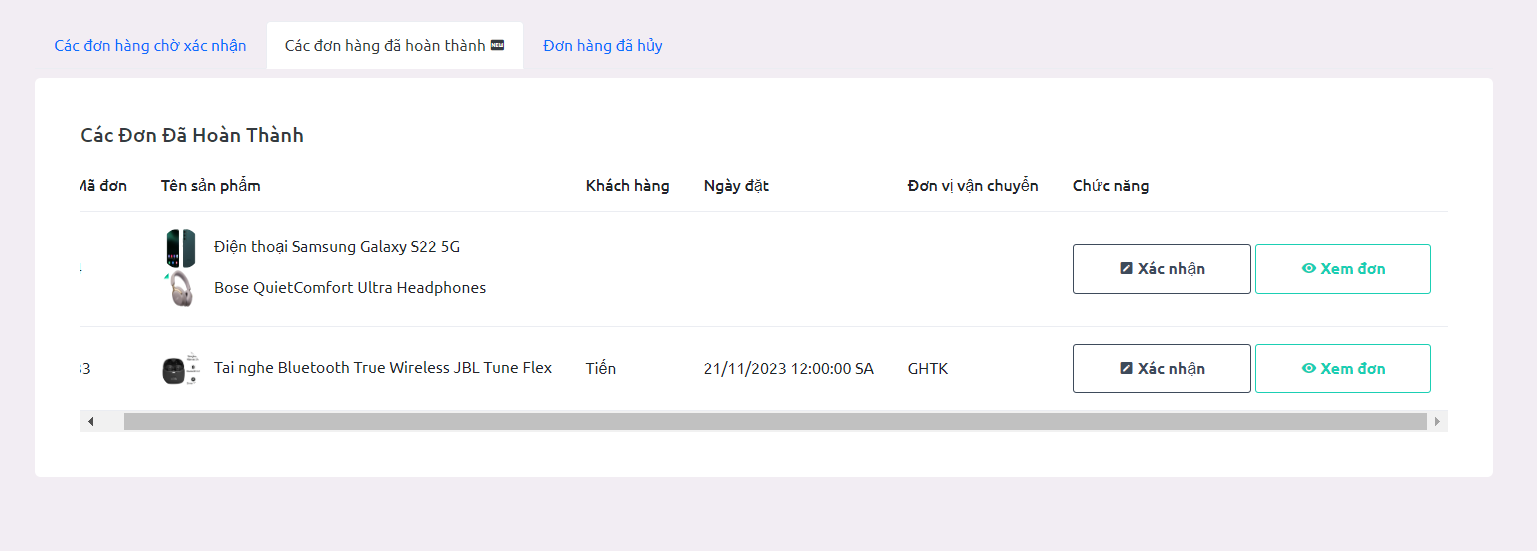 Các đơn hàng chờ xác nhận Các đơn hàng đã hoàn thành NEW Đơn hàng đã hủy
Các Đơn Đã Hoàn Thành
Mã đơn Tên sản phẩm Khách hàng Ngày đặt Đơn vị vận chuyển Chức năng
Điện thoại Samsung Galaxy S22 5G
Xác nhận Xem đơn
Bose QuietComfort Ultra Headphones
33 Tai nghe Bluetooth True Wireless JBL Tune Flex Tiến 21/11/2023 12:00:00 SA GHTK Xác nhận Xem đơn